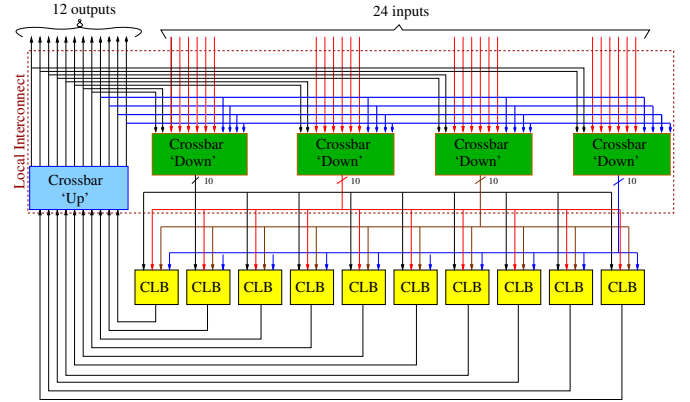 12 outputs
&
24 inputs
Local Interconnect
Crossbar
'Down'
Crossbar
'Down'
Crossbar
'Down'
Crossbar
'Down'
10
10
10
10
Crossbar
'Up'
CLB
CLB
CLB
CLB
CLB
CLB
CLB
CLB
CLB
CLB